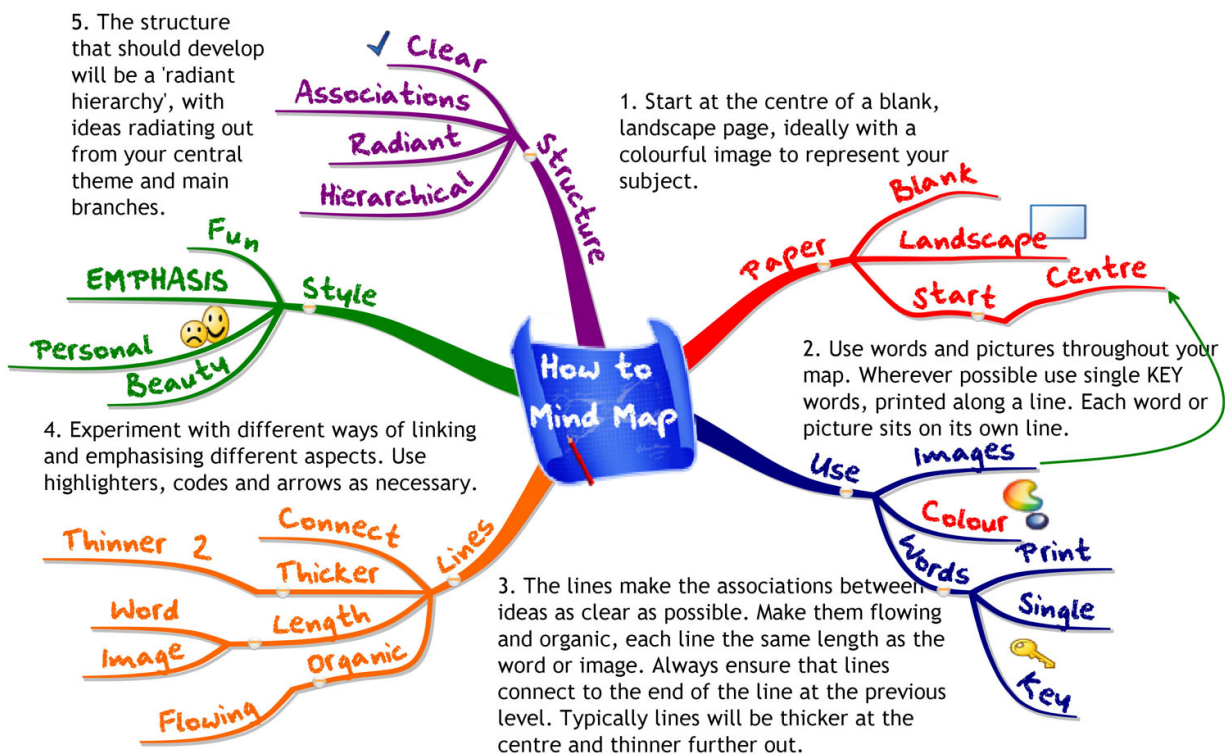 How to
Mind Map
1. Start at the centre of a blank,
landscape page, ideally with a
colourful image to represent your
subject.
Paper
Blank
Landscape
Start
Centre
2. Use words and pictures throughout your
map. Wherever possible use single KEY
words, printed along a line. Each word or
picture sits on its own line.
Use
Images
Colour
Words
Print
Single
Key
3. The lines make the associations between
ideas as clear as possible. Make them flowing
and organic, each line the same length as the
word or image. Always ensure that lines
connect to the end of the line at the previous
level. Typically lines will be thicker at the
centre and thinner further out.
Lines
Connect
Thicker
Thinner 2
Length
Word
Image
Organic
Flowing
4. Experiment with different ways of linking
and emphasising different aspects. Use
highlighters, codes and arrows as necessary.
Style
Fun
EMPHASIS
Personal
Beauty
5. The structure
that should develop
will be a 'radiant
hierarchy', with
ideas radiating out
from your central
theme and main
branches.
Structure
Clear
Associations
Radiant
Hierarchical